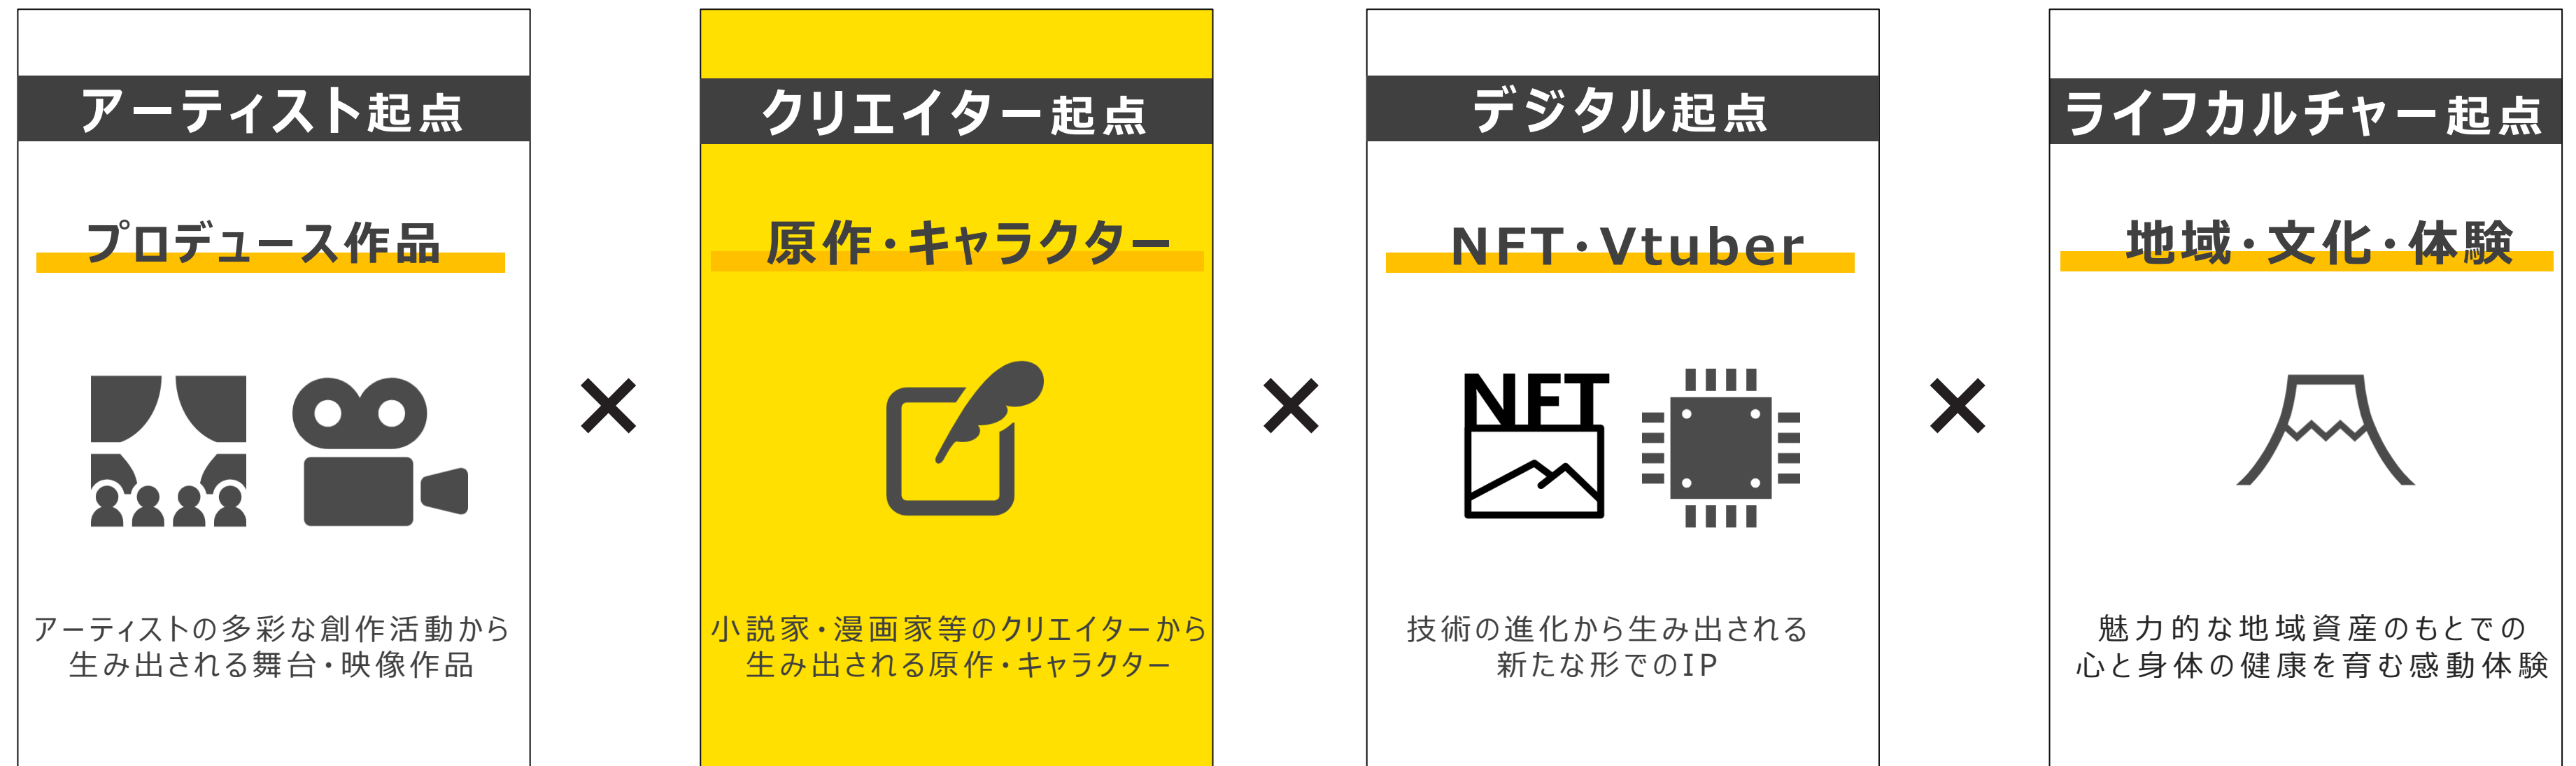 アーティスト起点
プロデュース作品
アーティストの多彩な創作活動から
生み出される舞台・映像作品
×
クリエイター起点
原作・キャラクター
小説家・漫画家等のクリエイターから
生み出される原作・キャラクター
×
デジタル起点
NFT・Vtuber
NFT
技術の進化から生み出される
新たな形でのIP
×
ライフカルチャー起点
地域・文化・体験
魅力的な地域資産のもとでの
心と身体の健康を育む感動体験